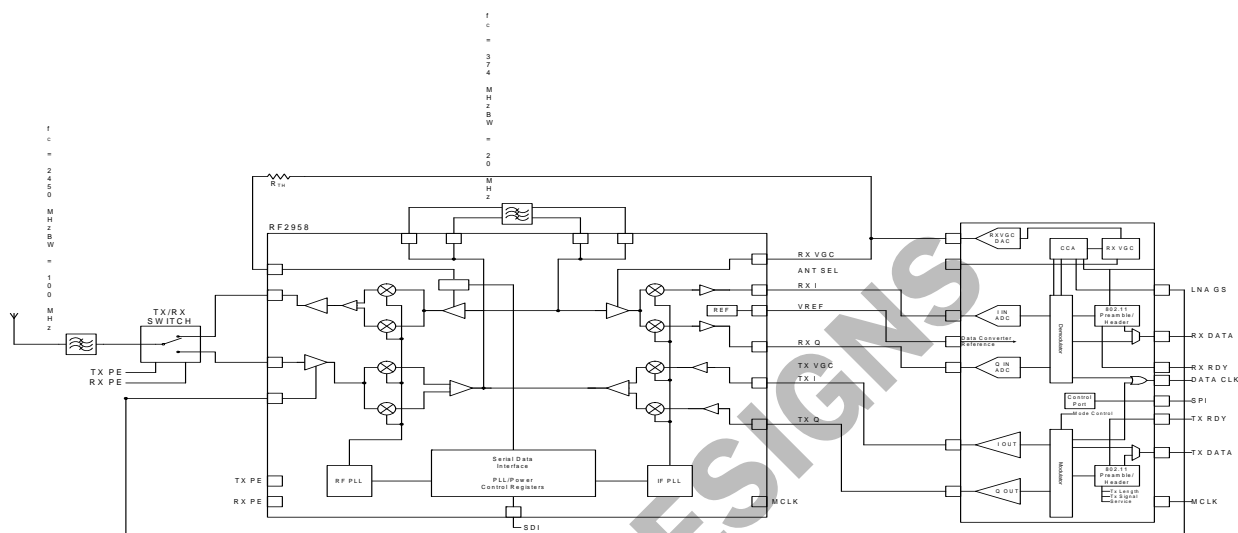 fc = 374 MHz BW = 20 MHz
fc = 2450 MHz BW = 100 MHz
RTH
RF2958
TX/RX
SWITCH
TX PE
RX PE
RX VGC
ANT SEL
RX I
REF
VREF
RX Q
TX VGC
TX I
TX Q
RF PLL
Serial Data
Interface
PLL/Power
Control Registers
IF PLL
TX PE
RX PE
MCLK
SDI
RXVGC
DAC
CCA
RX VGC
I IN
ADC
Data Converter
Reference
Q IN
ADC
Demodulator
802.11
Preamble/
Header
Control
Port
Mode Control
I OUT
Q OUT
Modulator
802.11
Preamble/
Header
Tx Length
Tx Signal
Service
LNA GS
RX DATA
RX RDY
DATA CLK
SPI
TX RDY
TX DATA
MCLK
ESIGNS